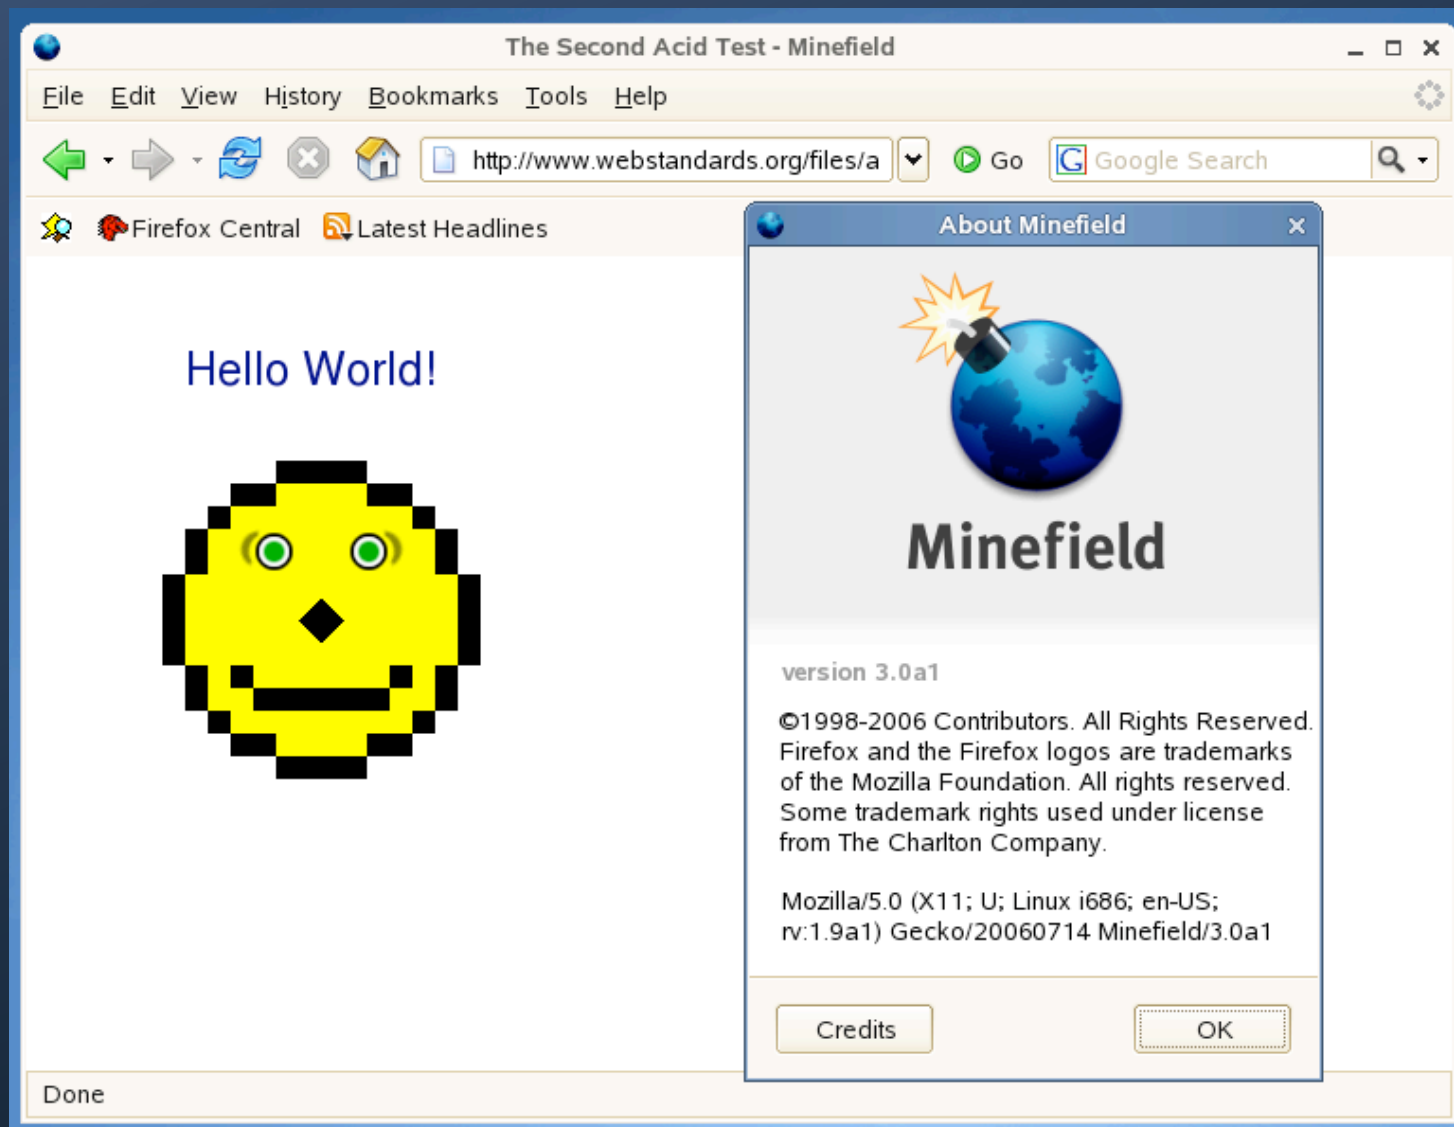 The Second Acid Test - Minefield
File Edit View History Bookmarks Tools Help
http://www.webstandards.org/files/a Go G Google Search
Firefox Central Latest Headlines
Hello World!
About Minefield
Minefield
version 3.0a1
©1998-2006 Contributors. All Rights Reserved.
Firefox and the Firefox logos are trademarks
of the Mozilla Foundation. All rights reserved.
Some trademark rights used under license
from The Charlton Company.
Mozilla/5.0 (X11; U; Linux i686; en-US;
rv:1.9a1) Gecko/20060714 Minefield/3.0a1
Credits OK
Done